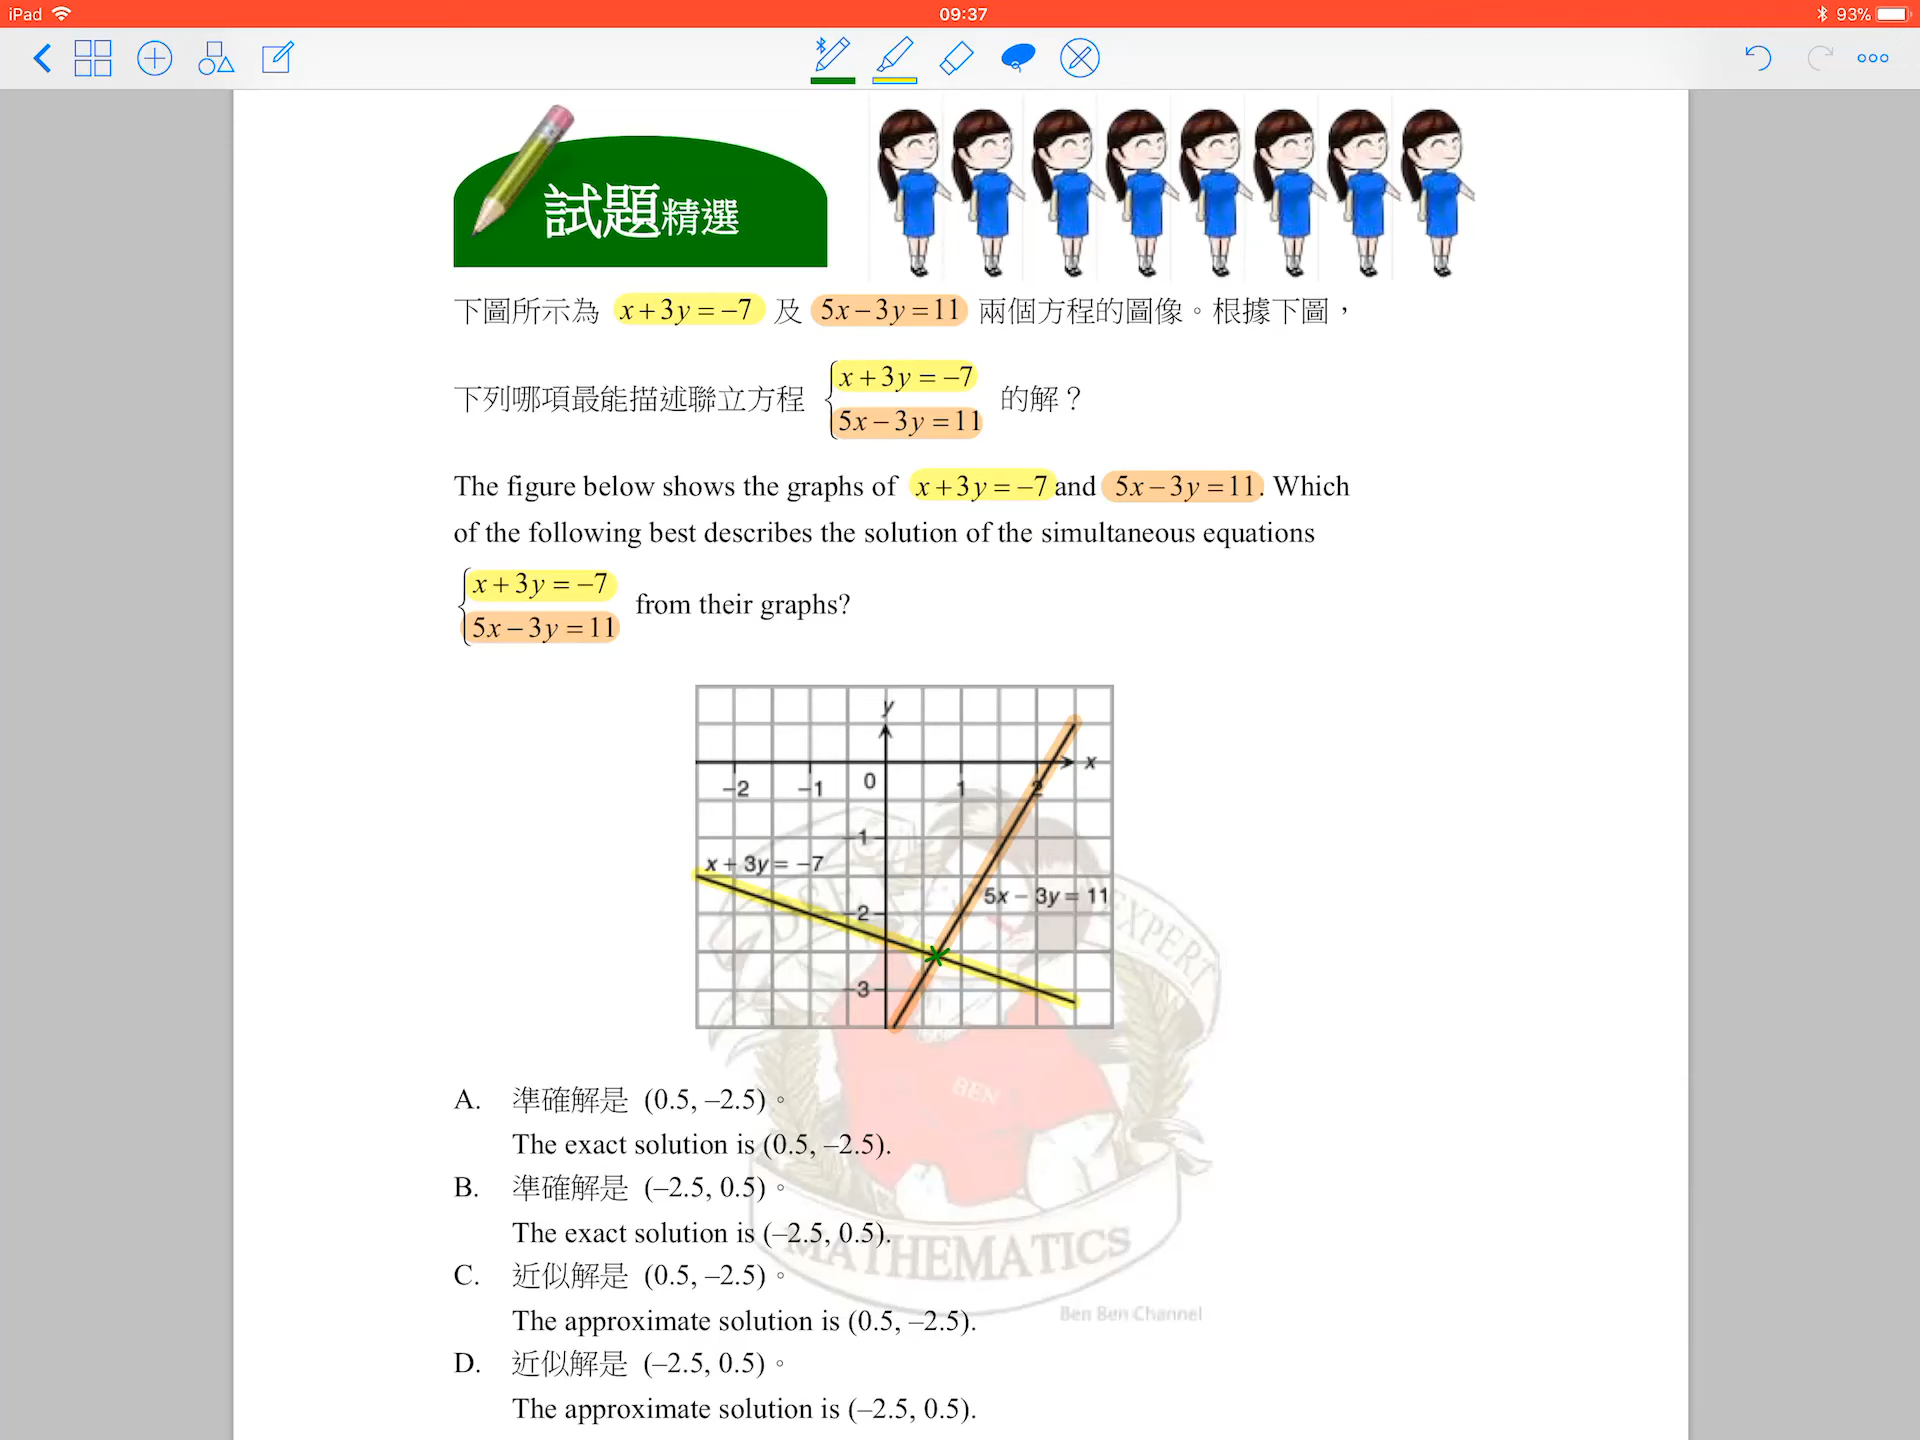 iPad 09:37 93%
試題精選
下圖所示為 x+3y=−7 及 5x−3y=11 兩個方程的圖像。根據下圖，
下列哪項最能描述聯立方程 {x+3y=−7 5x−3y=11 的解？
The figure below shows the graphs of x+3y=−7 and 5x−3y=11. Which
of the following best describes the solution of the simultaneous equations
{x+3y=−7 5x−3y=11 from their graphs?
y
x
−2 −1 0 1 2
−1
x + 3y = −7
5x − 3y = 11
−2
−3
DSE EXPERT
BEN
MATHEMATICS
Ben Ben Channel
A. 準確解是 (0.5, –2.5)。
The exact solution is (0.5, –2.5).
B. 準確解是 (–2.5, 0.5)。
The exact solution is (–2.5, 0.5).
C. 近似解是 (0.5, –2.5)。
The approximate solution is (0.5, –2.5).
D. 近似解是 (–2.5, 0.5)。
The approximate solution is (–2.5, 0.5).